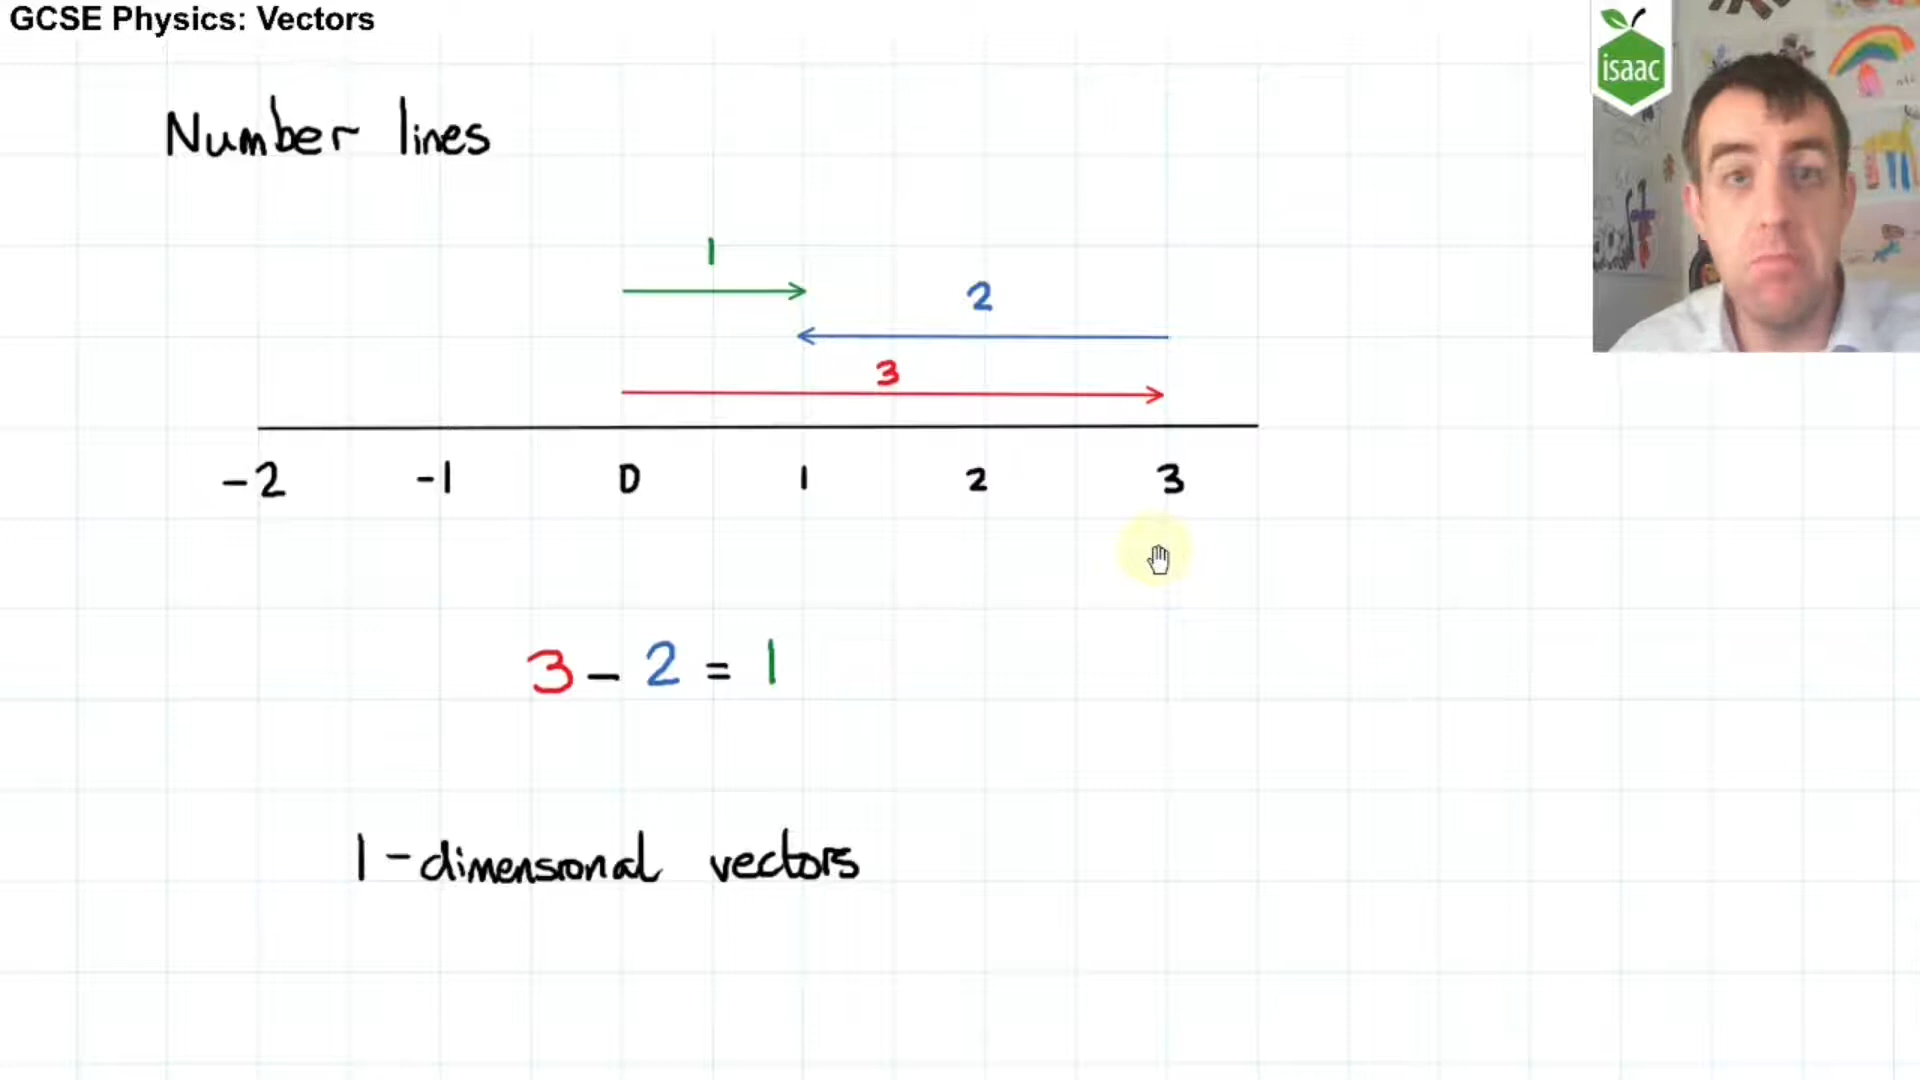 GCSE Physics: Vectors
isaac
Number lines
1
2
3
-2 -1 0 1 2 3
3 - 2 = 1
1-dimensional vectors